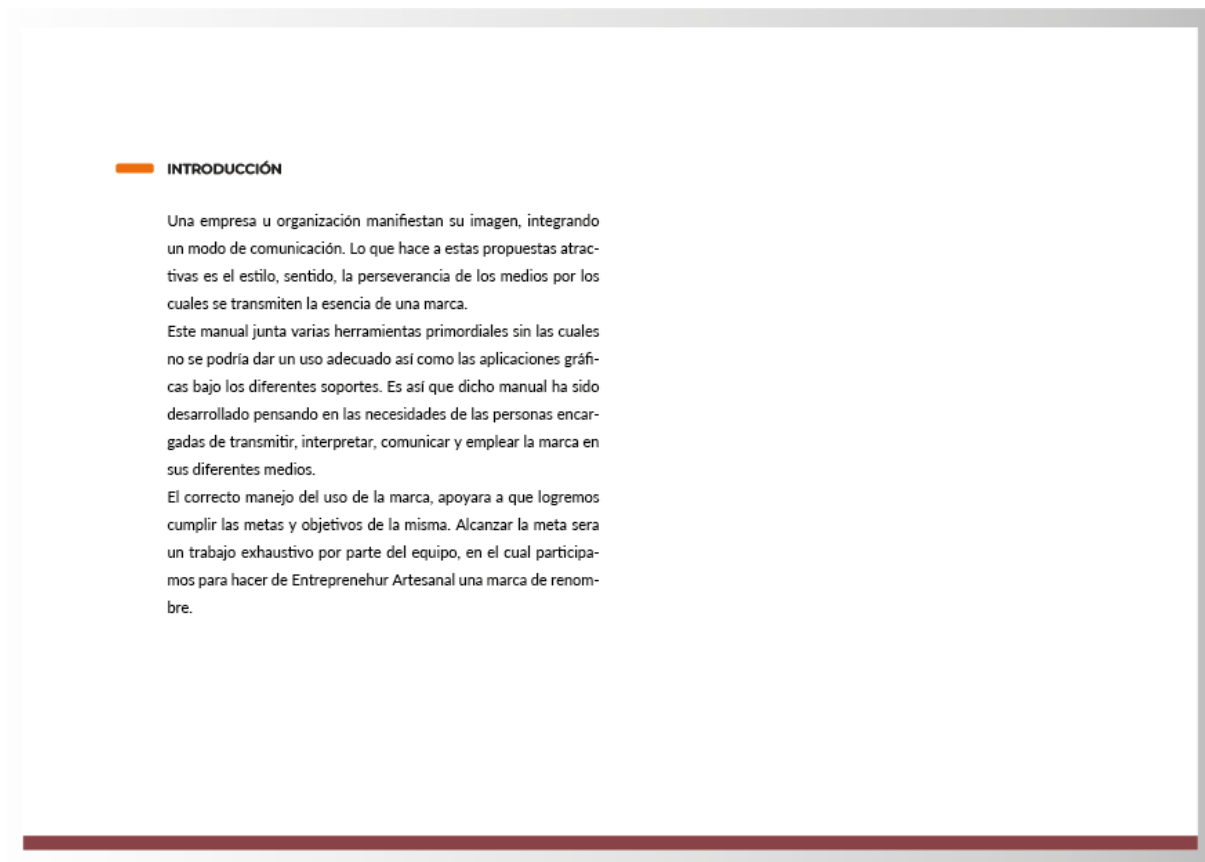 INTRODUCCIÓN
Una empresa u organización manifiestan su imagen, integrando
un modo de comunicación. Lo que hace a estas propuestas atrac-
tivas es el estilo, sentido, la perseverancia de los medios por los
cuales se transmiten la esencia de una marca.
Este manual junta varias herramientas primordiales sin las cuales
no se podría dar un uso adecuado así como las aplicaciones gráfi-
cas bajo los diferentes soportes. Es así que dicho manual ha sido
desarrollado pensando en las necesidades de las personas encar-
gadas de transmitir, interpretar, comunicar y emplear la marca en
sus diferentes medios.
El correcto manejo del uso de la marca, apoyara a que logremos
cumplir las metas y objetivos de la misma. Alcanzar la meta sera
un trabajo exhaustivo por parte del equipo, en el cual participa-
mos para hacer de Entreprenehur Artesanal una marca de renom-
bre.